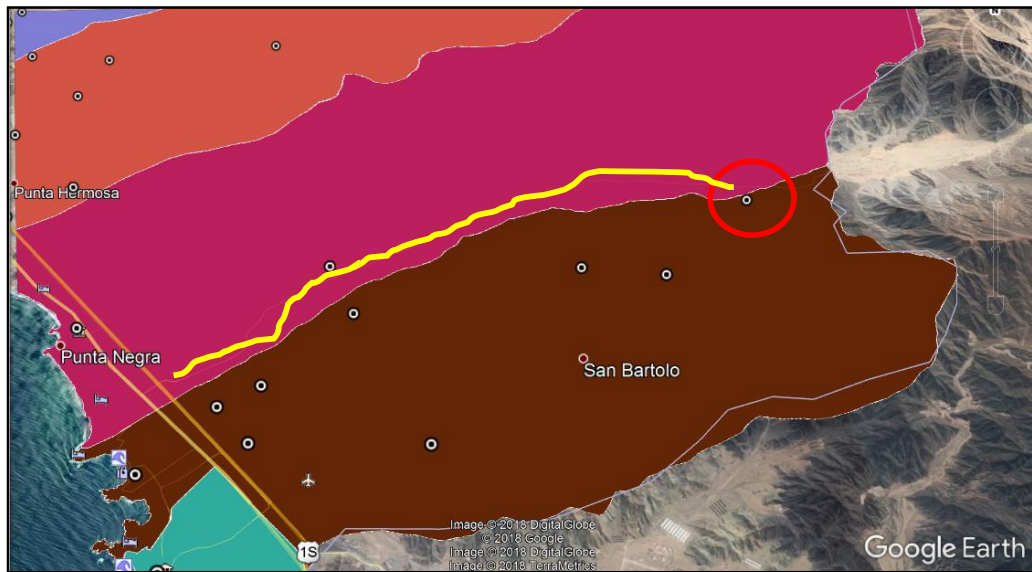 N
Punta Hermosa
Punta Negra
San Bartolo
1S
Image © 2018 DigitalGlobe
© 2018 Google
Image © 2018 DigitalGlobe
Image © 2018 TerraMetrics
Google Earth